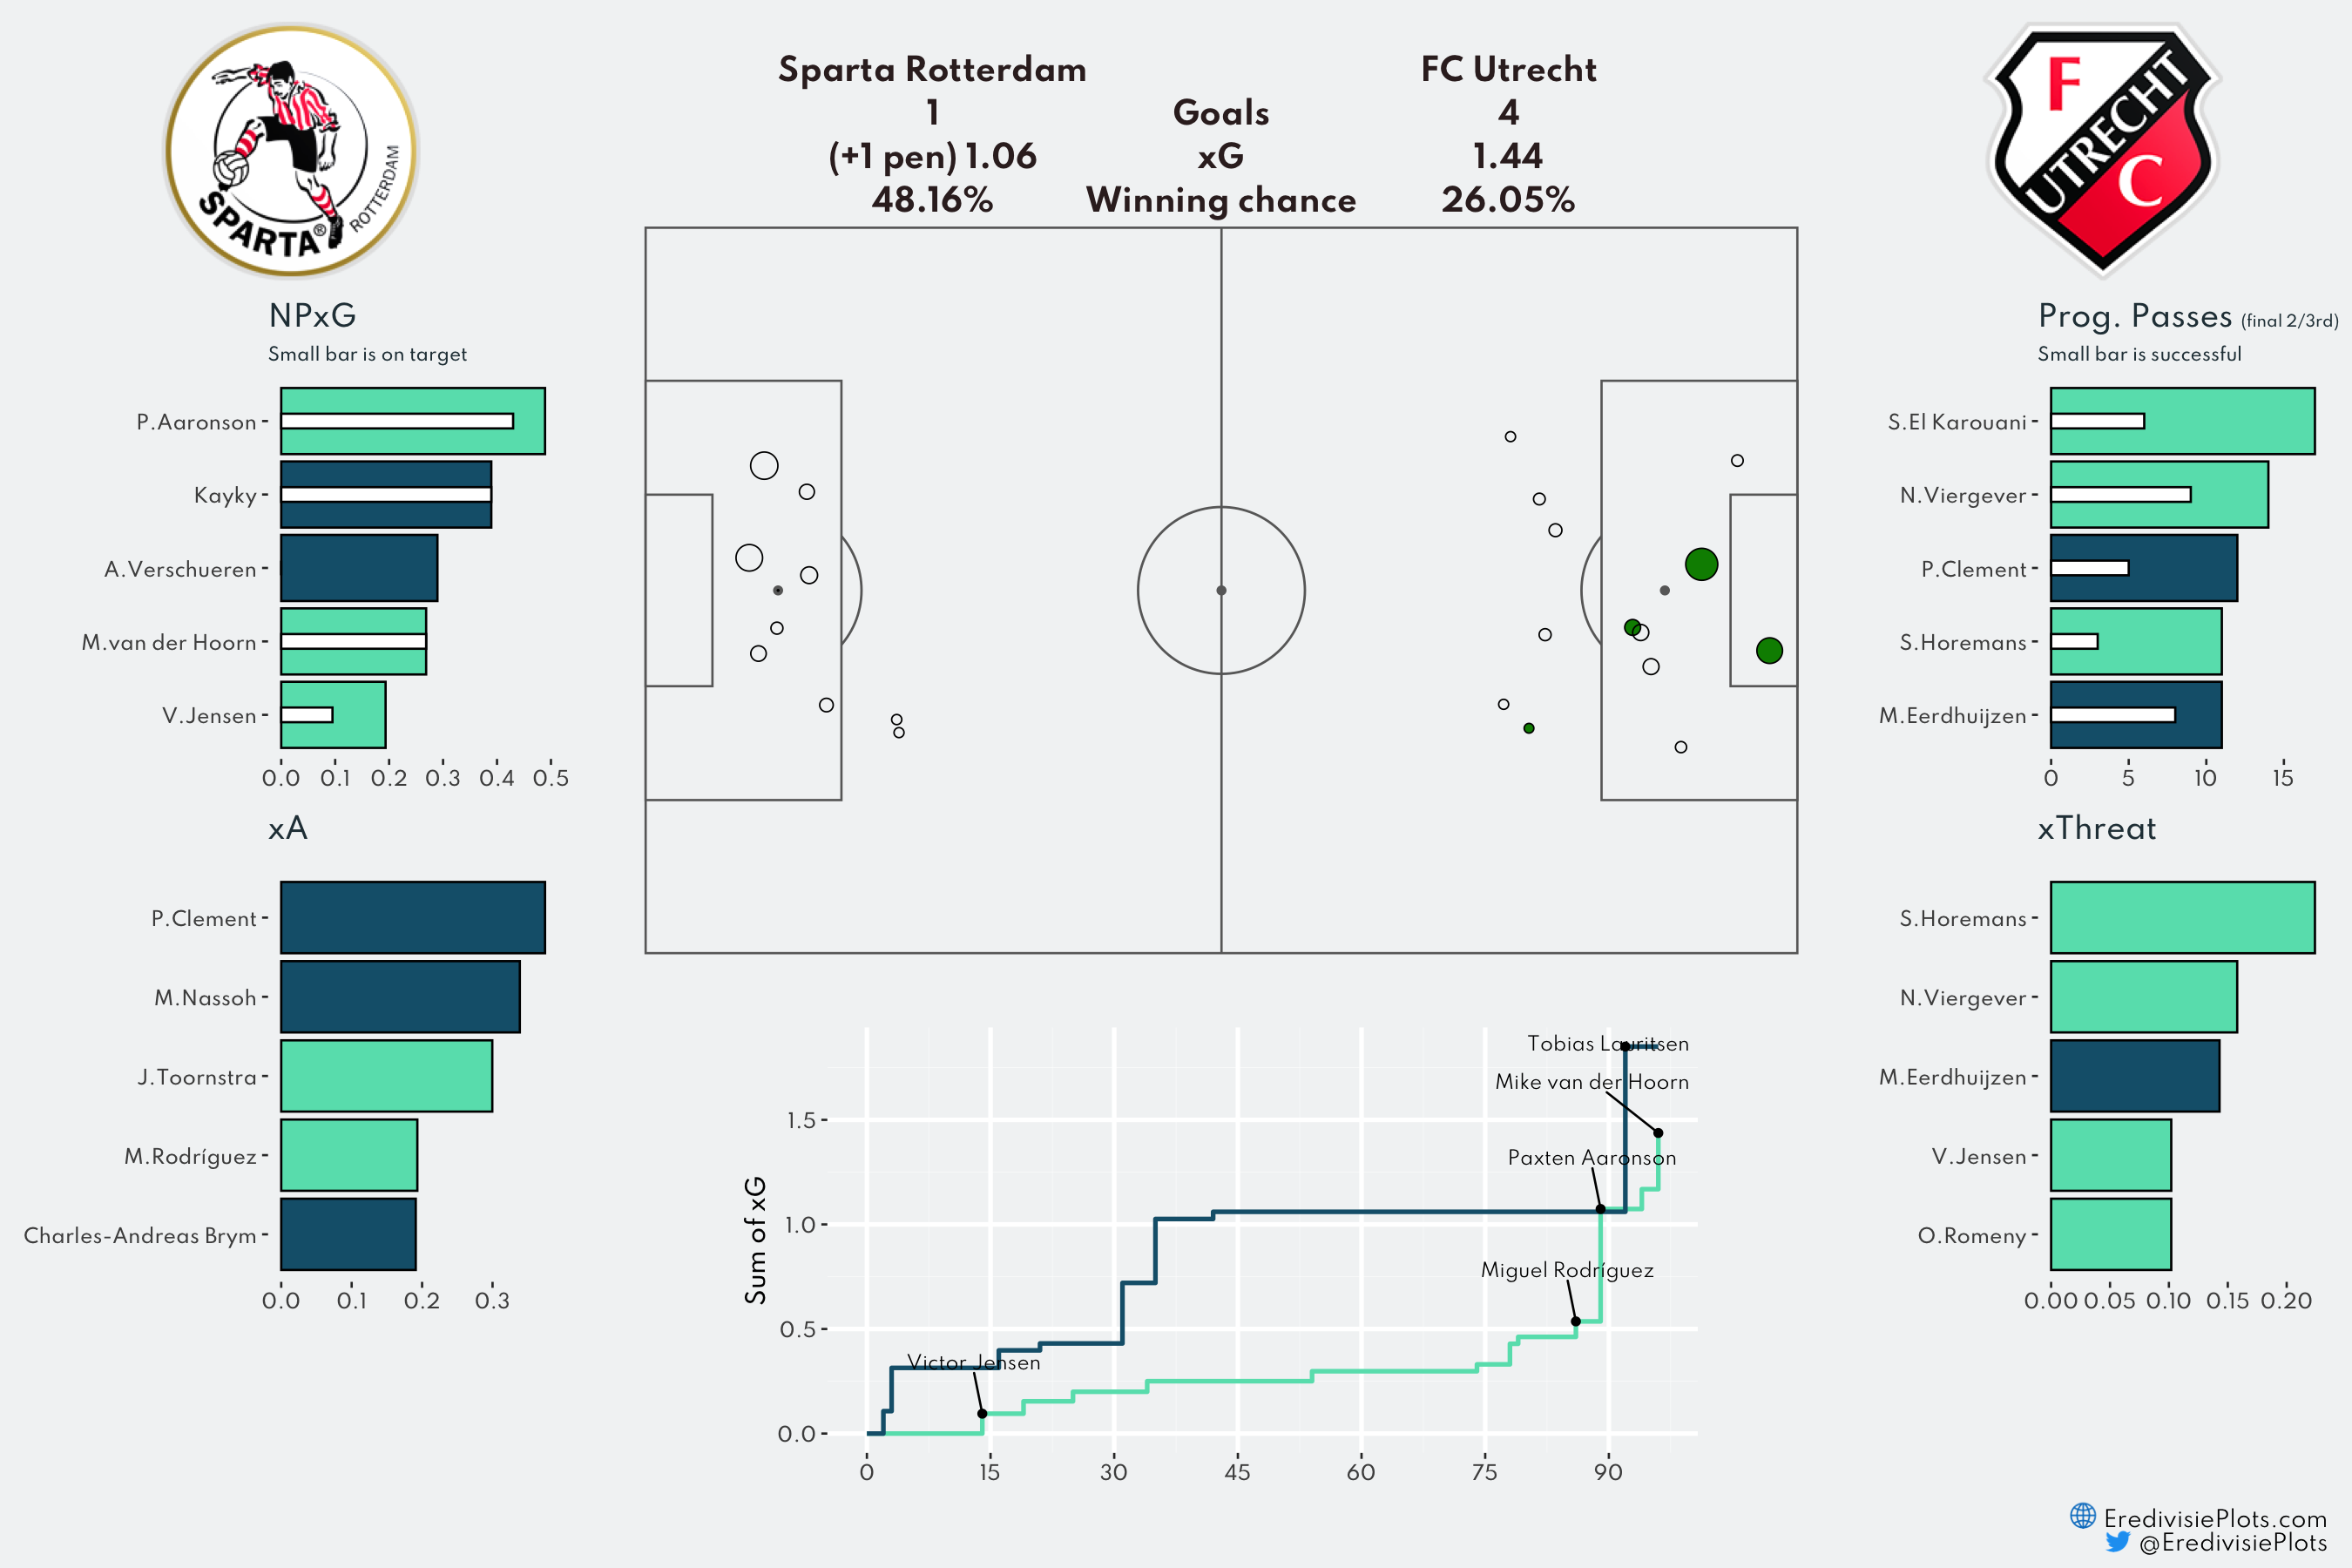 Sparta Rotterdam
FC Utrecht
1
Goals
4
(+1 pen) 1.06
xG
1.44
48.16%
Winning chance
26.05%
SPARTA®
ROTTERDAM
F
UTRECHT
C
NPxG
Small bar is on target
P.Aaronson
Kayky
A.Verschueren
M.van der Hoorn
V.Jensen
0.0 0.1 0.2 0.3 0.4 0.5
xA
P.Clement
M.Nassoh
J.Toornstra
M.Rodríguez
Charles-Andreas Brym
0.0 0.1 0.2 0.3
Sum of xG
1.5
1.0
0.5
0.0
Tobias Lauritsen
Mike van der Hoorn
Paxten Aaronson
Miguel Rodríguez
Victor Jensen
0 15 30 45 60 75 90
Prog. Passes (final 2/3rd)
Small bar is successful
S.El Karouani
N.Viergever
P.Clement
S.Horemans
M.Eerdhuijzen
0 5 10 15
xThreat
S.Horemans
N.Viergever
M.Eerdhuijzen
V.Jensen
O.Romeny
0.00 0.05 0.10 0.15 0.20
EredivisiePlots.com
@EredivisiePlots